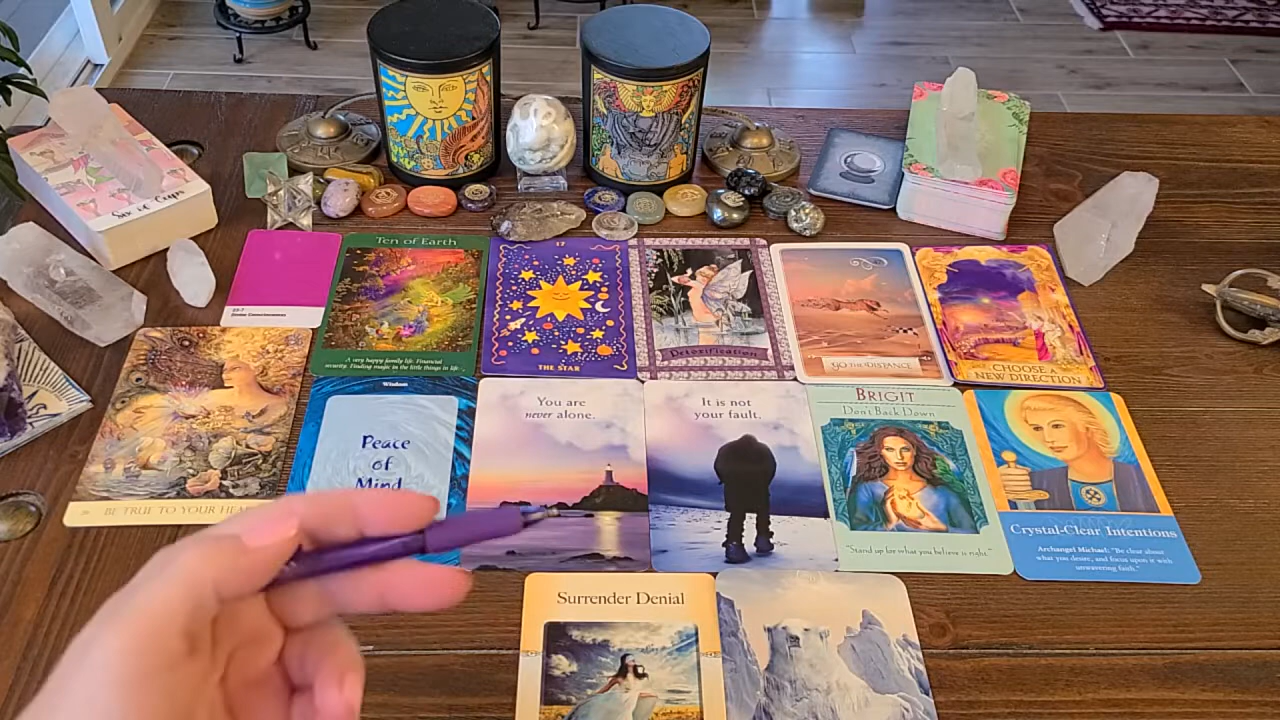 Six of Cups
Divine Consciousness
Ten of Earth
A very happy family life. Financial
security. Finding magic in the little things in life.
17
THE STAR
Detoxification
GO THE DISTANCE
CHOOSE A
NEW DIRECTION
BE TRUE TO YOUR HEA
Wisdom
Peace
of
Mind
You are
never alone.
It is not
your fault.
BRIGIT
Don't Back Down
"Stand up for what you believe is right."
Crystal-Clear Intentions
Archangel Michael: "Be clear about
what you desire, and focus upon it with
unwavering faith."
Surrender Denial